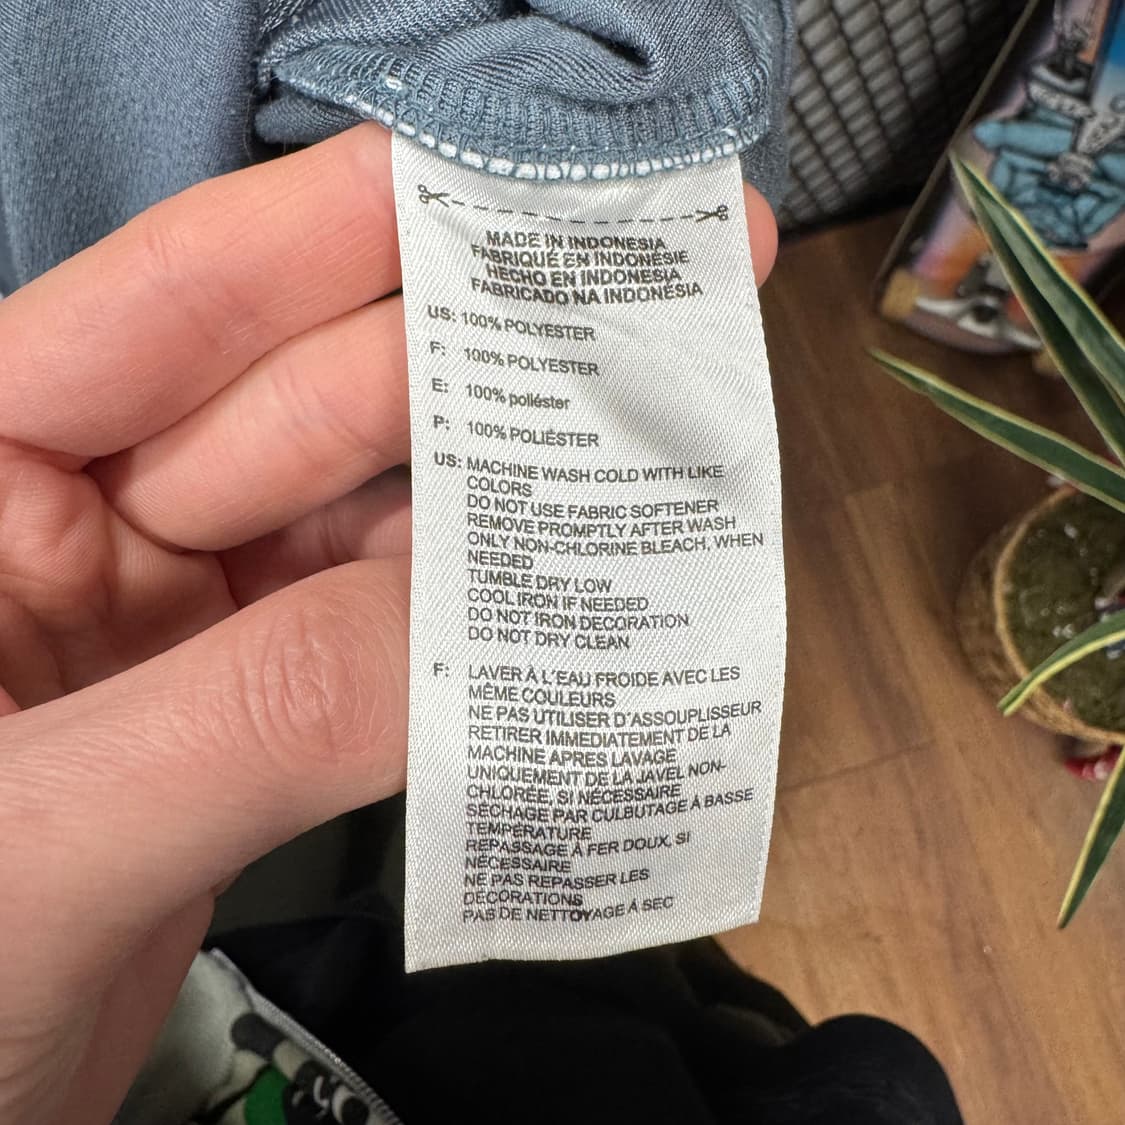 MADE IN INDONESIA
FABRIQUÉ EN INDONÉSIE
HECHO EN INDONESIA
FABRICADO NA INDONÉSIA
US: 100% POLYESTER
F: 100% POLYESTER
E: 100% poliéster
P: 100% POLIÉSTER
US: MACHINE WASH COLD WITH LIKE
COLORS
DO NOT USE FABRIC SOFTENER
REMOVE PROMPTLY AFTER WASH
ONLY NON-CHLORINE BLEACH, WHEN
NEEDED
TUMBLE DRY LOW
COOL IRON IF NEEDED
DO NOT IRON DECORATION
DO NOT DRY CLEAN
F: LAVER À L'EAU FROIDE AVEC LES
MÊME COULEURS
NE PAS UTILISER D'ASSOUPLISSEUR
RETIRER IMMEDIATEMENT DE LA
MACHINE APRES LAVAGE
UNIQUEMENT DE LA JAVEL NON-
CHLORÉE, SI NÉCESSAIRE
SÉCHAGE PAR CULBUTAGE À BASSE
TEMPÉRATURE
REPASSAGE À FER DOUX, SI
NÉCESSAIRE
NE PAS REPASSER LES
DÉCORATIONS
PAS DE NETTOYAGE À SEC